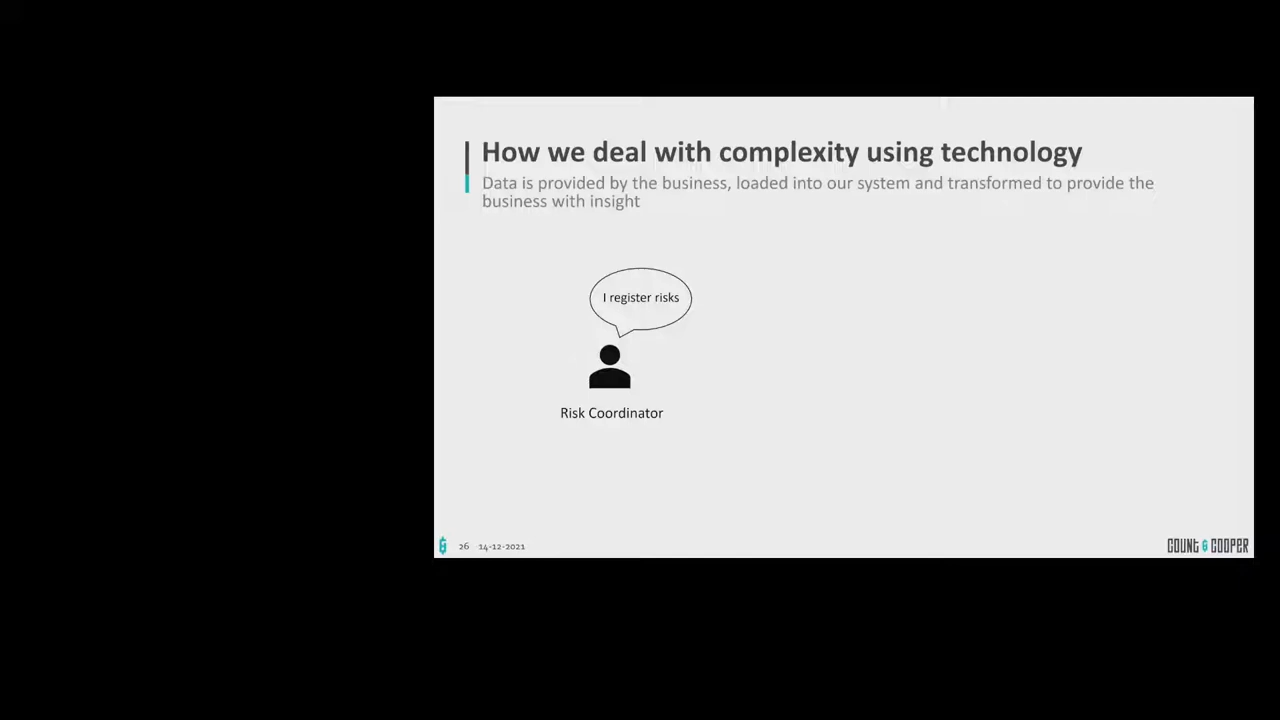 How we deal with complexity using technology
Data is provided by the business, loaded into our system and transformed to provide the
business with insight
I register risks
Risk Coordinator
26 14-12-2021
COUNT & COOPER